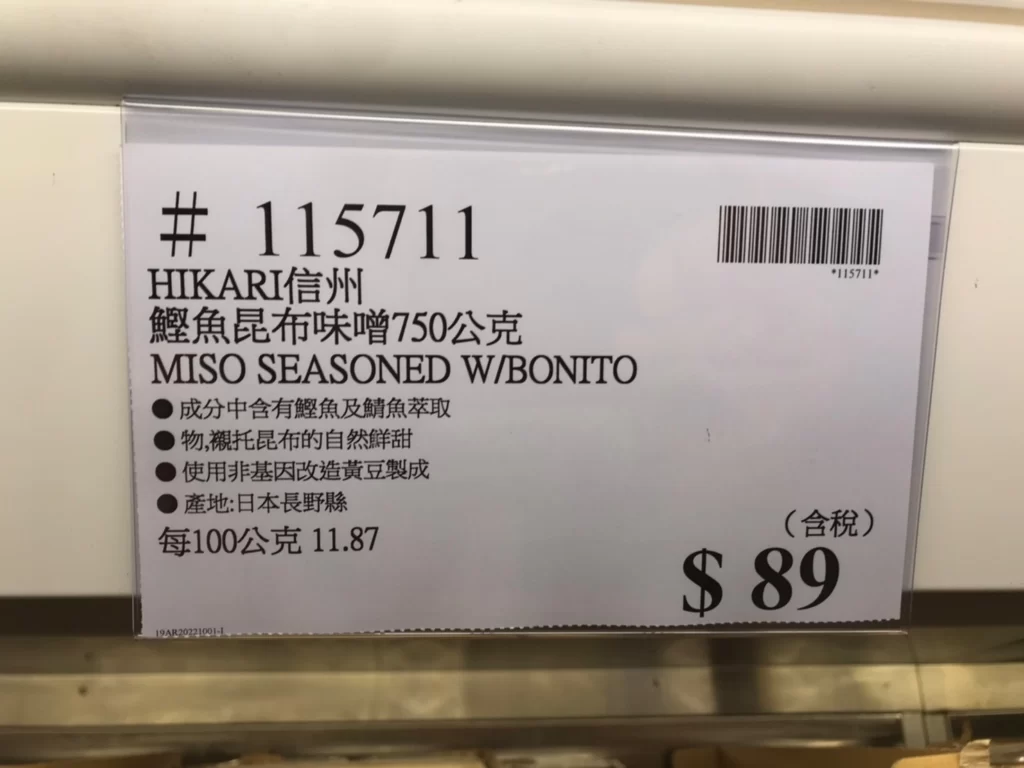 # 115711
*115711*
HIKARI信州
鰹魚昆布味噌750公克
MISO SEASONED W/BONITO
● 成分中含有鰹魚及鯖魚萃取
● 物,襯托昆布的自然鮮甜
● 使用非基因改造黃豆製成
● 產地:日本長野縣
每100公克 11.87
(含稅)
$ 89
19AR20221001-1